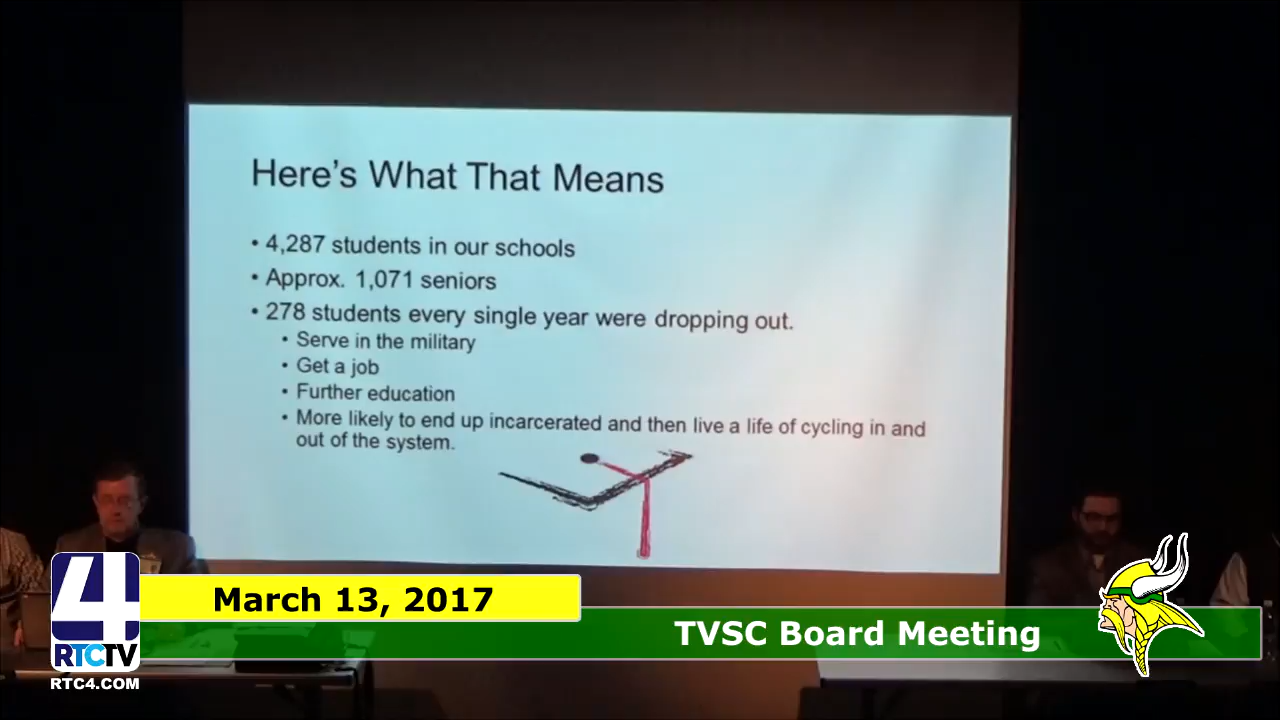 Here's What That Means
• 4,287 students in our schools
• Approx. 1,071 seniors
• 278 students every single year were dropping out.
• Serve in the military
• Get a job
• Further education
• More likely to end up incarcerated and then live a life of cycling in and
out of the system.
4
RTCTV
RTC4.COM
March 13, 2017
TVSC Board Meeting